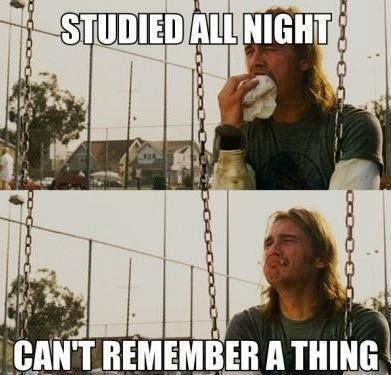 STUDIED ALL NIGHT
CAN'T REMEMBER A THING